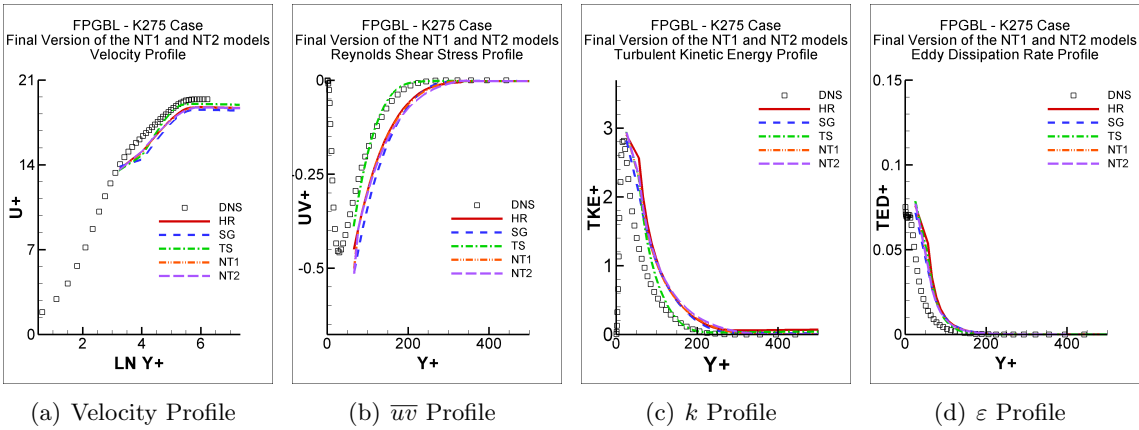 FPGBL - K275 Case
Final Version of the NT1 and NT2 models
Velocity Profile
21
14
7
0
U+
2
4
6
LN Y+
DNS
HR
SG
TS
NT1
NT2
(a) Velocity Profile
FPGBL - K275 Case
Final Version of the NT1 and NT2 models
Reynolds Shear Stress Profile
0
-0.25
-0.5
UV+
0
200
400
Y+
DNS
HR
SG
TS
NT1
NT2
(b) u̅v̅ Profile
FPGBL - K275 Case
Final Version of the NT1 and NT2 models
Turbulent Kinetic Energy Profile
3
2
1
0
TKE+
0
200
400
Y+
DNS
HR
SG
TS
NT1
NT2
(c) k Profile
FPGBL - K275 Case
Final Version of the NT1 and NT2 models
Eddy Dissipation Rate Profile
0.15
0.1
0.05
0
TED+
0
200
400
Y+
DNS
HR
SG
TS
NT1
NT2
(d) ε Profile